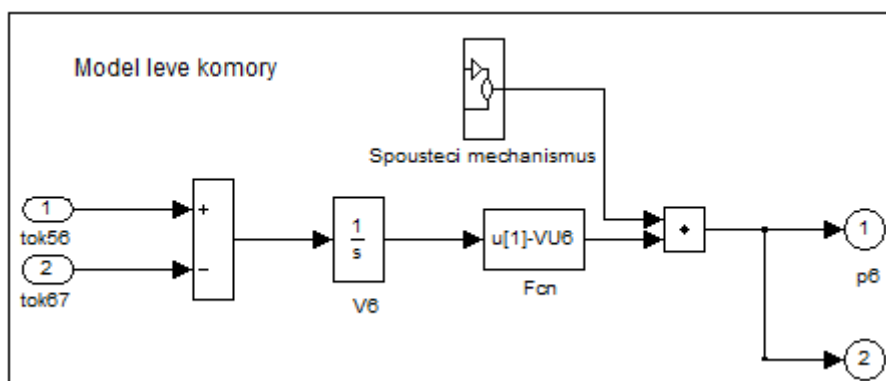 Model leve komory
Spousteci mechanismus
1
tok56
2
tok67
+
−
1
s
V6
u[1]-VU6
Fcn
1
p6
2